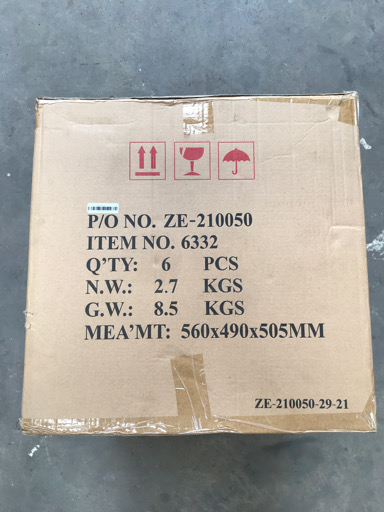 P/O NO. ZE-210050
ITEM NO. 6332
Q'TY: 6 PCS
N.W.: 2.7 KGS
G.W.: 8.5 KGS
MEA'MT: 560x490x505MM
ZE-210050-29-21